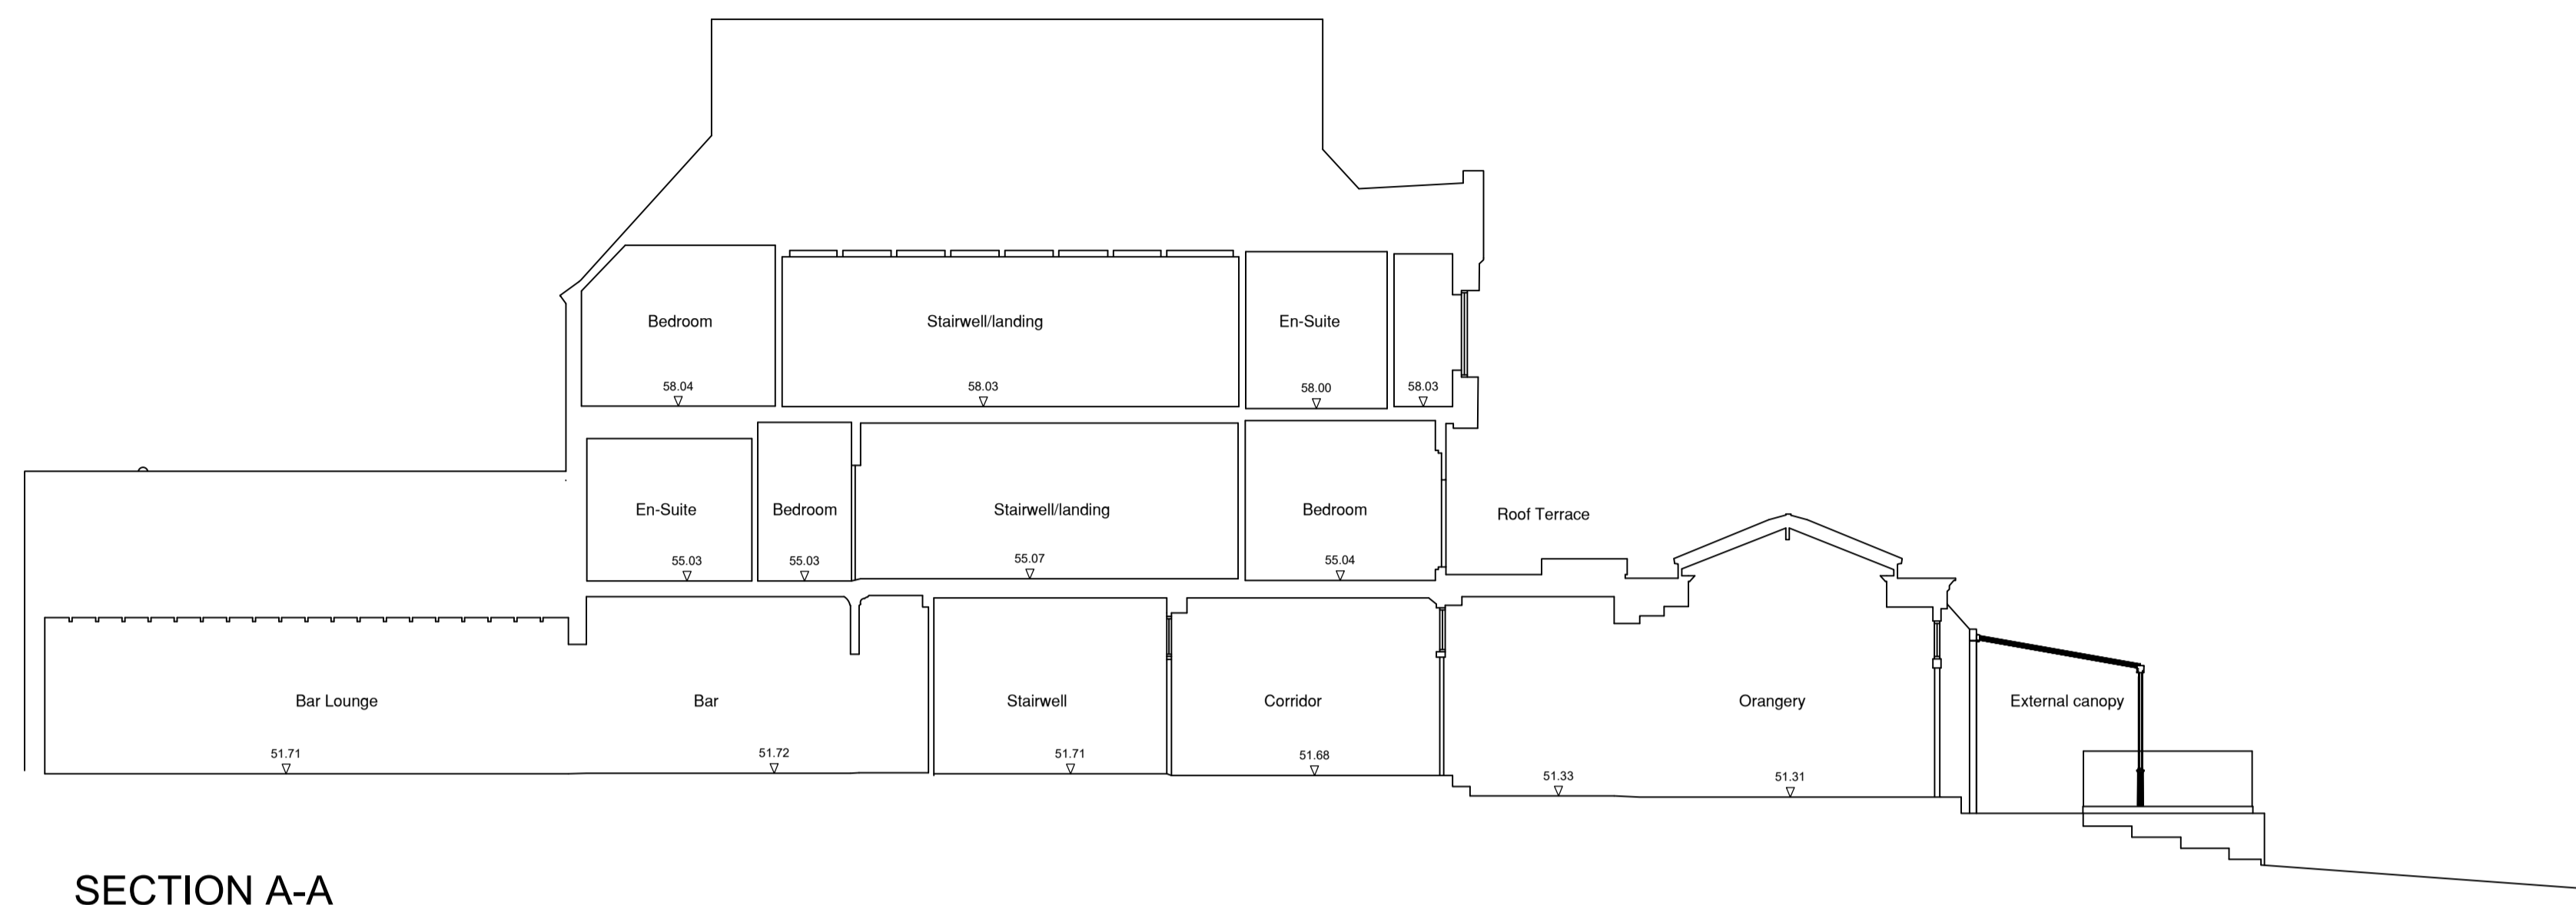 Bedroom
Stairwell/landing
En-Suite
58.04
58.03
58.00
58.03
En-Suite
Bedroom
Stairwell/landing
Bedroom
Roof Terrace
55.03
55.03
55.07
55.04
Bar Lounge
Bar
Stairwell
Corridor
Orangery
External canopy
51.71
51.72
51.71
51.68
51.33
51.31
SECTION A-A